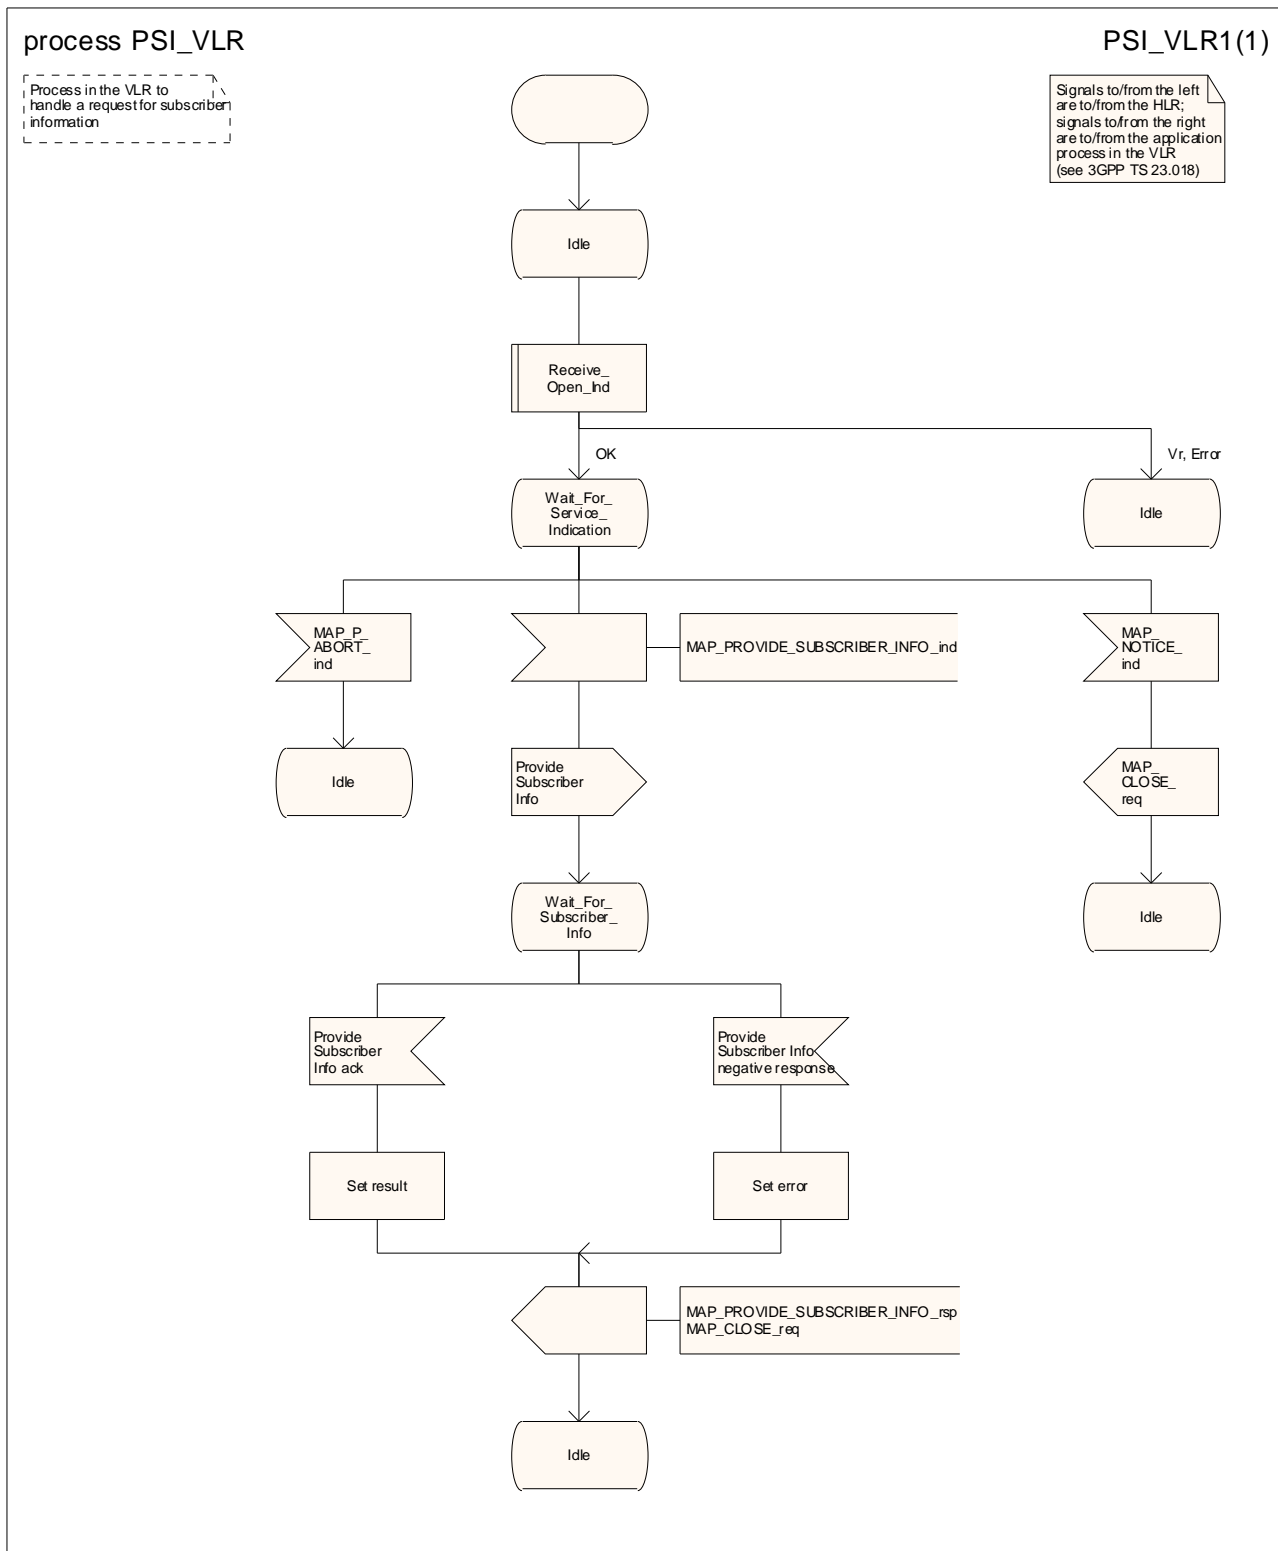 process PSI_VLR
PSI_VLR1(1)
Process in the VLR to
handle a request for subscriber
information
Signals to/from the left
are to/from the HLR;
signals to/from the right
are to/from the application
process in the VLR
(see 3GPP TS 23.018)
Idle
Receive_
Open_Ind
OK
Vr, Error
Wait_For_
Service_
Indication
Idle
MAP_P_
ABORT_
ind
MAP_PROVIDE_SUBSCRIBER_INFO_ind
MAP_
NOTICE_
ind
Idle
Provide
Subscriber
Info
MAP_
CLOSE_
req
Wait_For_
Subscriber_
Info
Idle
Provide
Subscriber
Info ack
Provide
Subscriber Info
negative response
Set result
Set error
MAP_PROVIDE_SUBSCRIBER_INFO_rsp
MAP_CLOSE_req
Idle